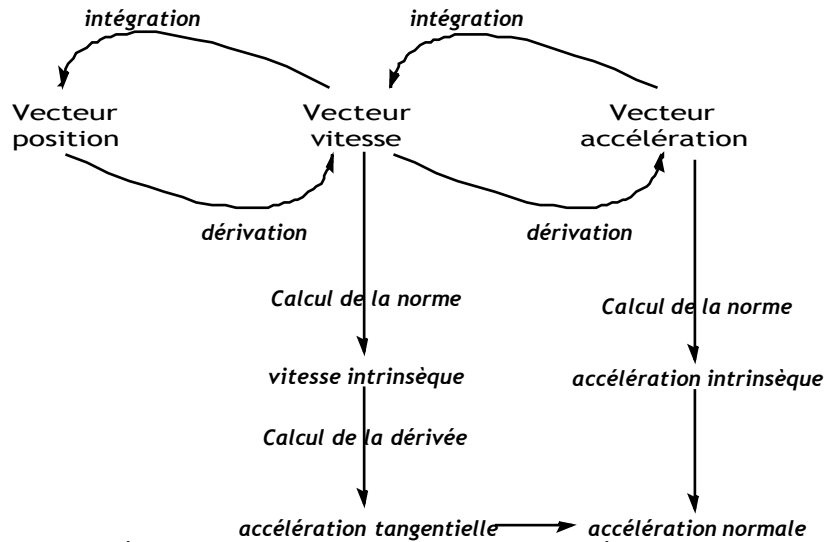 intégration
intégration
Vecteur
position
Vecteur
vitesse
Vecteur
accélération
dérivation
dérivation
Calcul de la norme
Calcul de la norme
vitesse intrinsèque
accélération intrinsèque
Calcul de la dérivée
accélération tangentielle
accélération normale